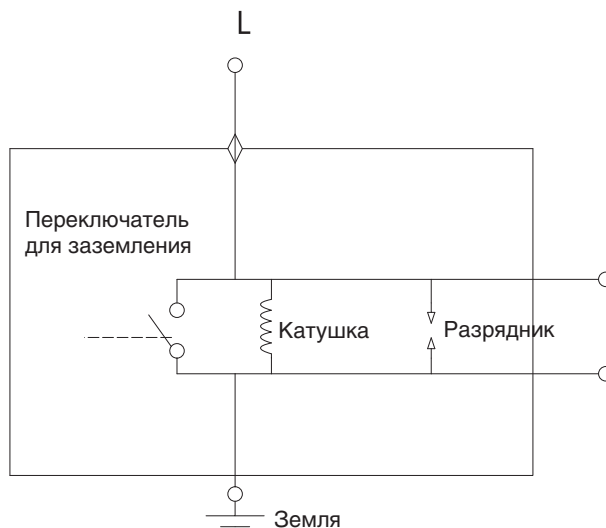 L
Переключатель
для заземления
Катушка
Разрядник
Земля